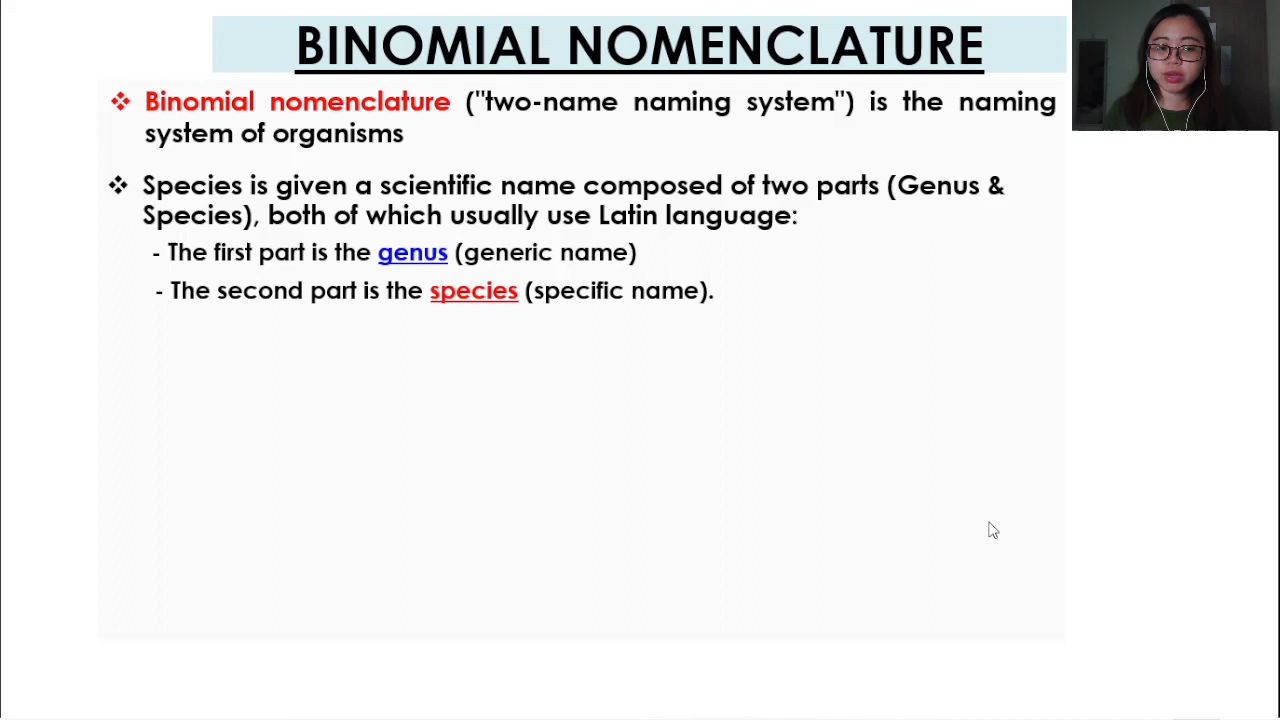 BINOMIAL NOMENCLATURE
Binomial nomenclature ("two-name naming system") is the naming
system of organisms
Species is given a scientific name composed of two parts (Genus &
Species), both of which usually use Latin language:
- The first part is the genus (generic name)
- The second part is the species (specific name).